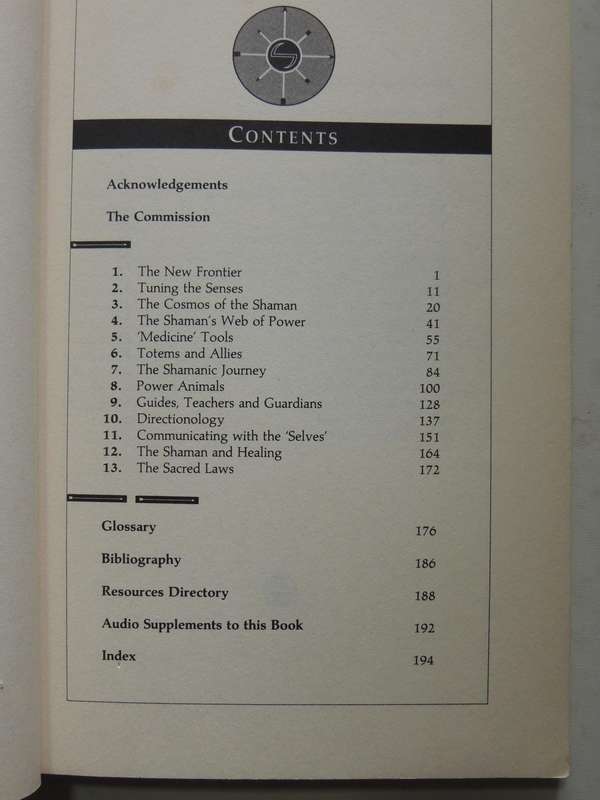 CONTENTS
Acknowledgements
The Commission
1. The New Frontier 1
2. Tuning the Senses 11
3. The Cosmos of the Shaman 20
4. The Shaman's Web of Power 41
5. 'Medicine' Tools 55
6. Totems and Allies 71
7. The Shamanic Journey 84
8. Power Animals 100
9. Guides, Teachers and Guardians 128
10. Directionology 137
11. Communicating with the 'Selves' 151
12. The Shaman and Healing 164
13. The Sacred Laws 172
Glossary 176
Bibliography 186
Resources Directory 188
Audio Supplements to this Book 192
Index 194